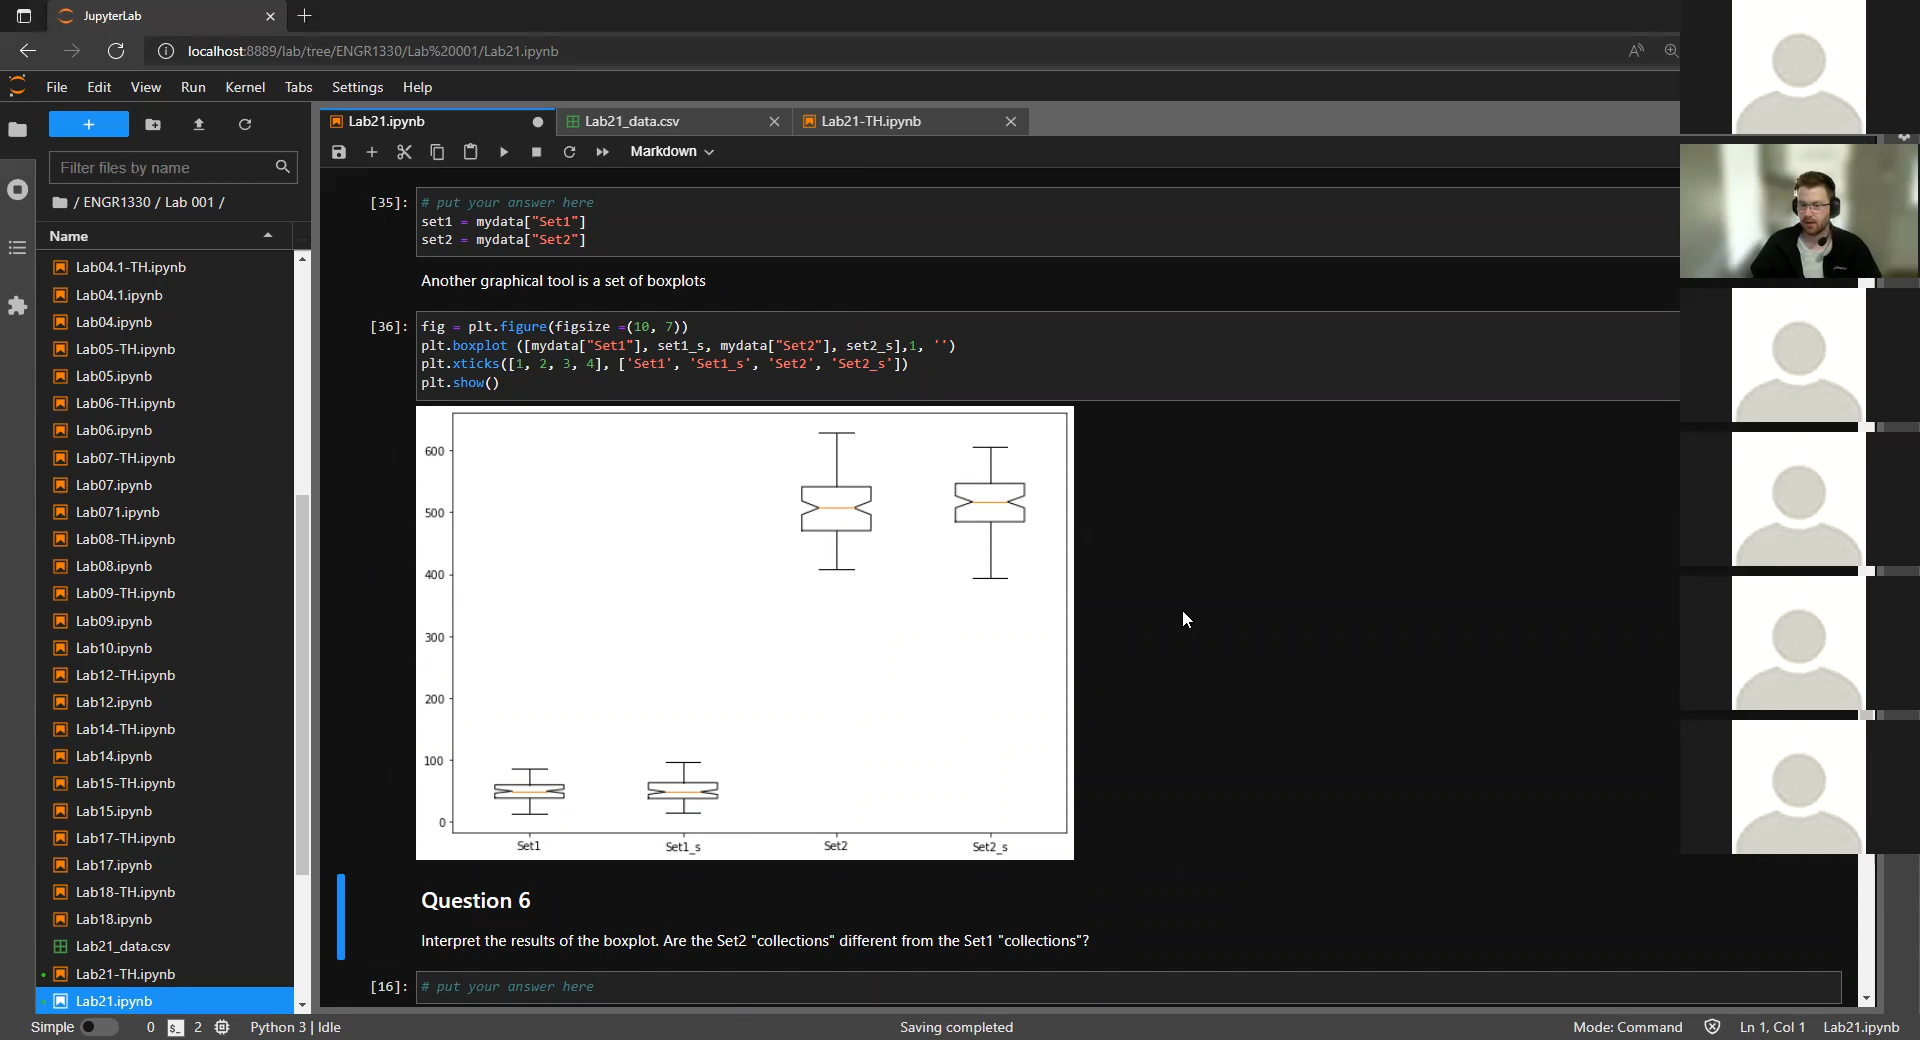 JupyterLab
localhost:8889/lab/tree/ENGR1330/Lab%20001/Lab21.ipynb
File Edit View Run Kernel Tabs Settings Help
Lab21.ipynb
Lab21_data.csv
Lab21-TH.ipynb
Markdown
Filter files by name
/ ENGR1330 / Lab 001 /
Name
Lab04.1-TH.ipynb
Lab04.1.ipynb
Lab04.ipynb
Lab05-TH.ipynb
Lab05.ipynb
Lab06-TH.ipynb
Lab06.ipynb
Lab07-TH.ipynb
Lab07.ipynb
Lab071.ipynb
Lab08-TH.ipynb
Lab08.ipynb
Lab09-TH.ipynb
Lab09.ipynb
Lab10.ipynb
Lab12-TH.ipynb
Lab12.ipynb
Lab14-TH.ipynb
Lab14.ipynb
Lab15-TH.ipynb
Lab15.ipynb
Lab17-TH.ipynb
Lab17.ipynb
Lab18-TH.ipynb
Lab18.ipynb
Lab21_data.csv
Lab21-TH.ipynb
Lab21.ipynb
[35]: # put your answer here
set1 = mydata["Set1"]
set2 = mydata["Set2"]
Another graphical tool is a set of boxplots
[36]: fig = plt.figure(figsize =(10, 7))
plt.boxplot ([mydata["Set1"], set1_s, mydata["Set2"], set2_s],1, '')
plt.xticks([1, 2, 3, 4], ['Set1', 'Set1_s', 'Set2', 'Set2_s'])
plt.show()
600
500
400
300
200
100
0
Set1 Set1_s Set2 Set2_s
Question 6
Interpret the results of the boxplot. Are the Set2 "collections" different from the Set1 "collections"?
[16]: # put your answer here
Simple 0 $_ 2 Python 3 | Idle Saving completed Mode: Command Ln 1, Col 1 Lab21.ipynb